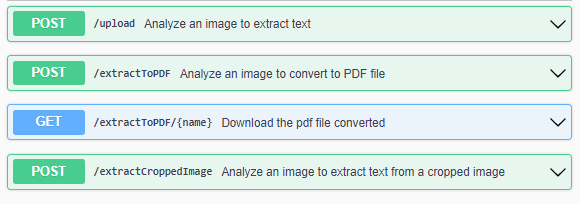 POST /upload Analyze an image to extract text
POST /extractToPDF Analyze an image to convert to PDF file
GET /extractToPDF/{name} Download the pdf file converted
POST /extractCroppedImage Analyze an image to extract text from a cropped image